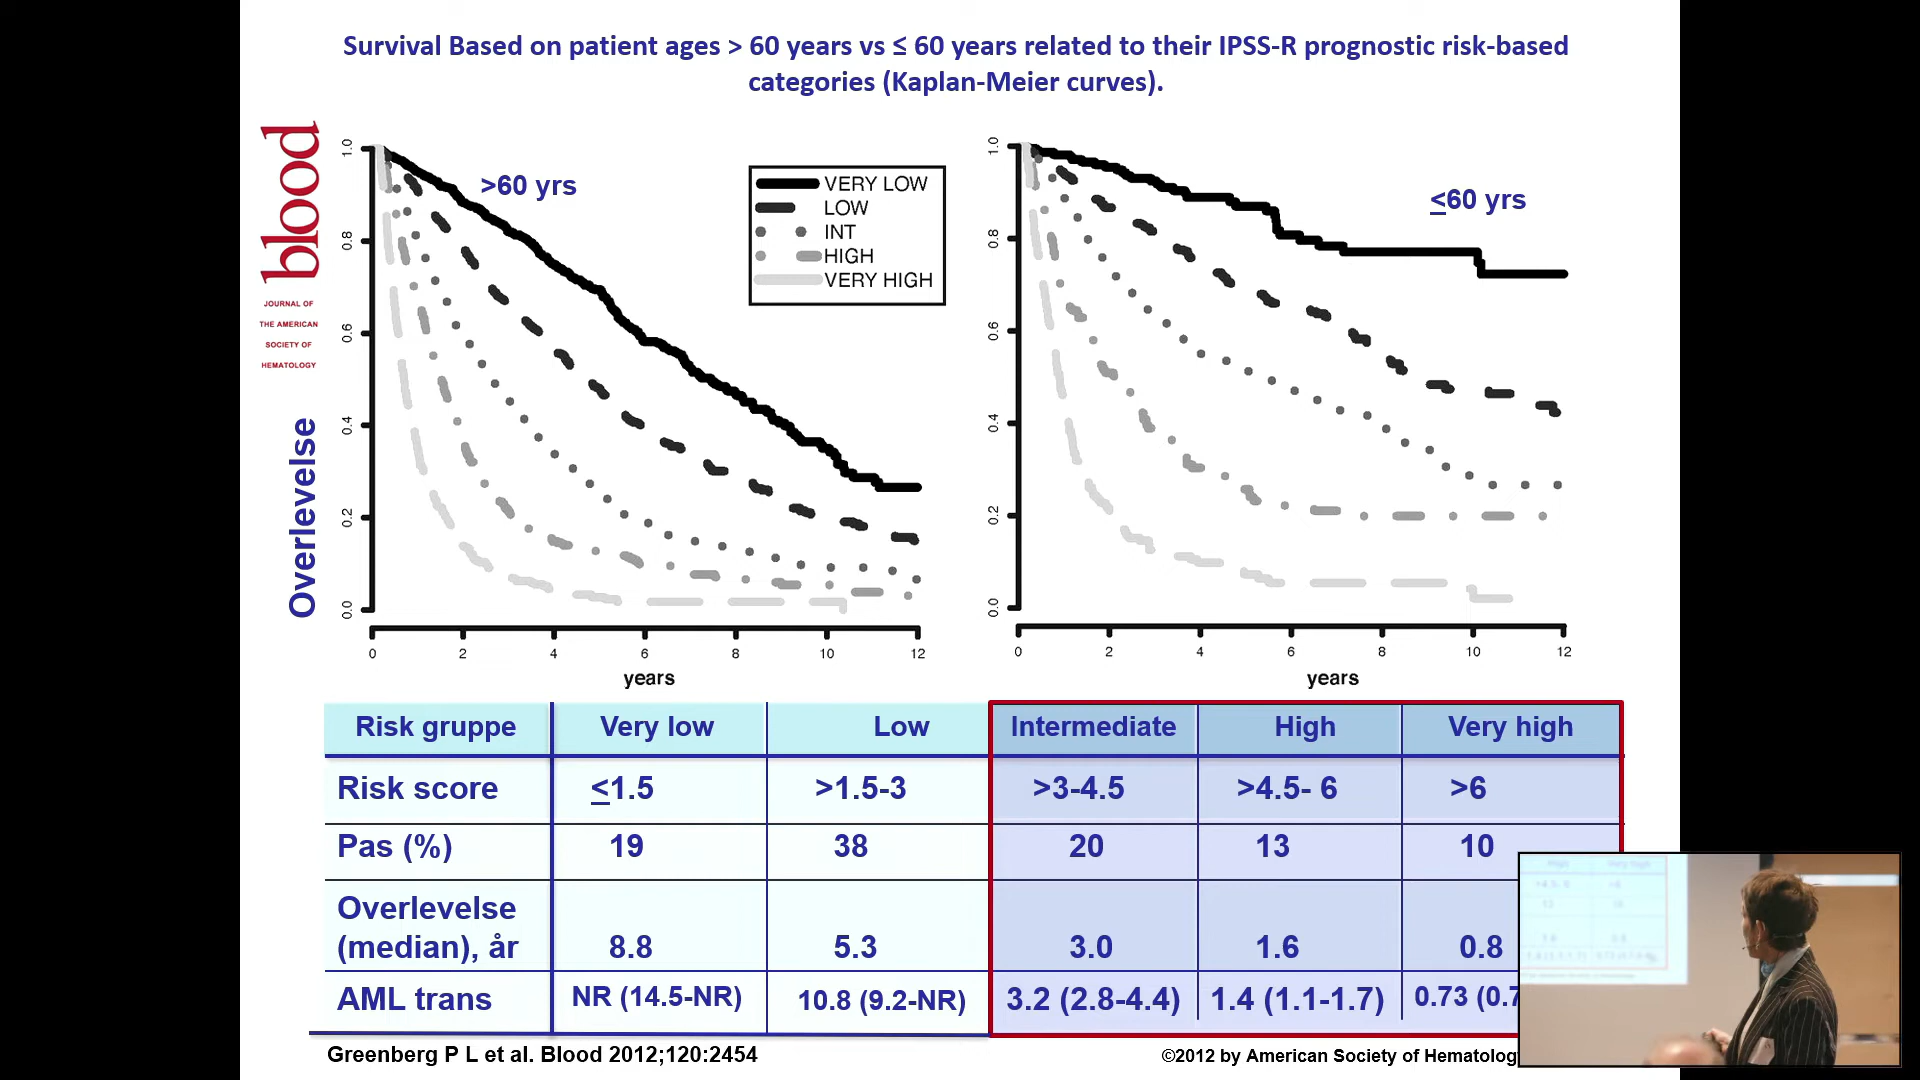 Survival Based on patient ages > 60 years vs ≤ 60 years related to their IPSS-R prognostic risk-based
categories (Kaplan-Meier curves).
blood
JOURNAL OF
THE AMERICAN
SOCIETY OF
HEMATOLOGY
Overlevelse
1.0
0.8
0.6
0.4
0.2
0.0
>60 yrs
VERY LOW
LOW
INT
HIGH
VERY HIGH
0 2 4 6 8 10 12
years
1.0
0.8
0.6
0.4
0.2
0.0
≤60 yrs
0 2 4 6 8 10 12
years
Risk gruppe Very low Low Intermediate High Very high
Risk score ≤1.5 >1.5-3 >3-4.5 >4.5- 6 >6
Pas (%) 19 38 20 13 10
Overlevelse
(median), år 8.8 5.3 3.0 1.6 0.8
AML trans NR (14.5-NR) 10.8 (9.2-NR) 3.2 (2.8-4.4) 1.4 (1.1-1.7) 0.73 (0.7
Greenberg P L et al. Blood 2012;120:2454
©2012 by American Society of Hematology